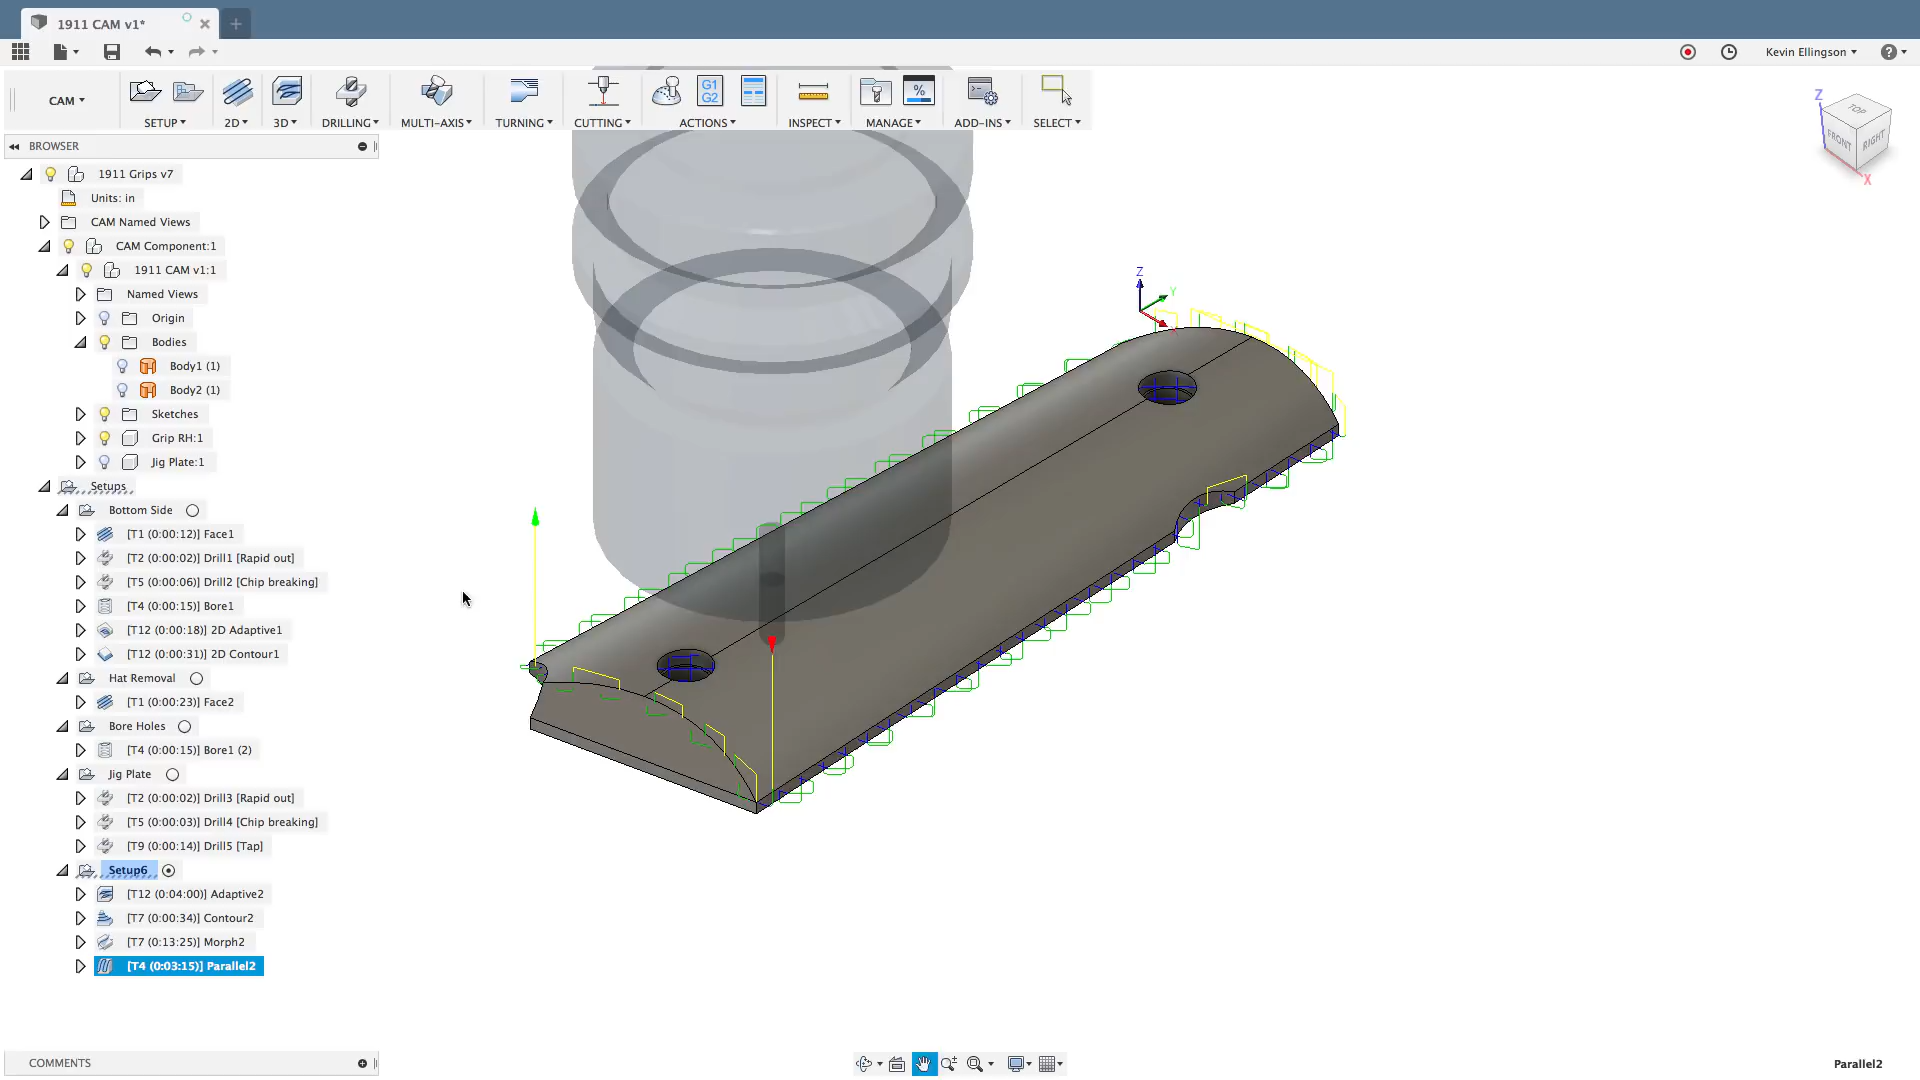 1911 CAM v1*
Kevin Ellingson
CAM
SETUP
2D
3D
DRILLING
MULTI-AXIS
TURNING
CUTTING
G1
G2
ACTIONS
INSPECT
%
MANAGE
ADD-INS
SELECT
Z
TOP
FRONT
RIGHT
X
BROWSER
1911 Grips v7
Units: in
CAM Named Views
CAM Component:1
1911 CAM v1:1
Named Views
Origin
Bodies
Body1 (1)
Body2 (1)
Sketches
Grip RH:1
Jig Plate:1
Setups
Bottom Side
[T1 (0:00:12)] Face1
[T2 (0:00:02)] Drill1 [Rapid out]
[T5 (0:00:06)] Drill2 [Chip breaking]
[T4 (0:00:15)] Bore1
[T12 (0:00:18)] 2D Adaptive1
[T12 (0:00:31)] 2D Contour1
Hat Removal
[T1 (0:00:23)] Face2
Bore Holes
[T4 (0:00:15)] Bore1 (2)
Jig Plate
[T2 (0:00:02)] Drill3 [Rapid out]
[T5 (0:00:03)] Drill4 [Chip breaking]
[T9 (0:00:14)] Drill5 [Tap]
Setup6
[T12 (0:04:00)] Adaptive2
[T7 (0:00:34)] Contour2
[T7 (0:13:25)] Morph2
[T4 (0:03:15)] Parallel2
Z
Y
COMMENTS
Parallel2